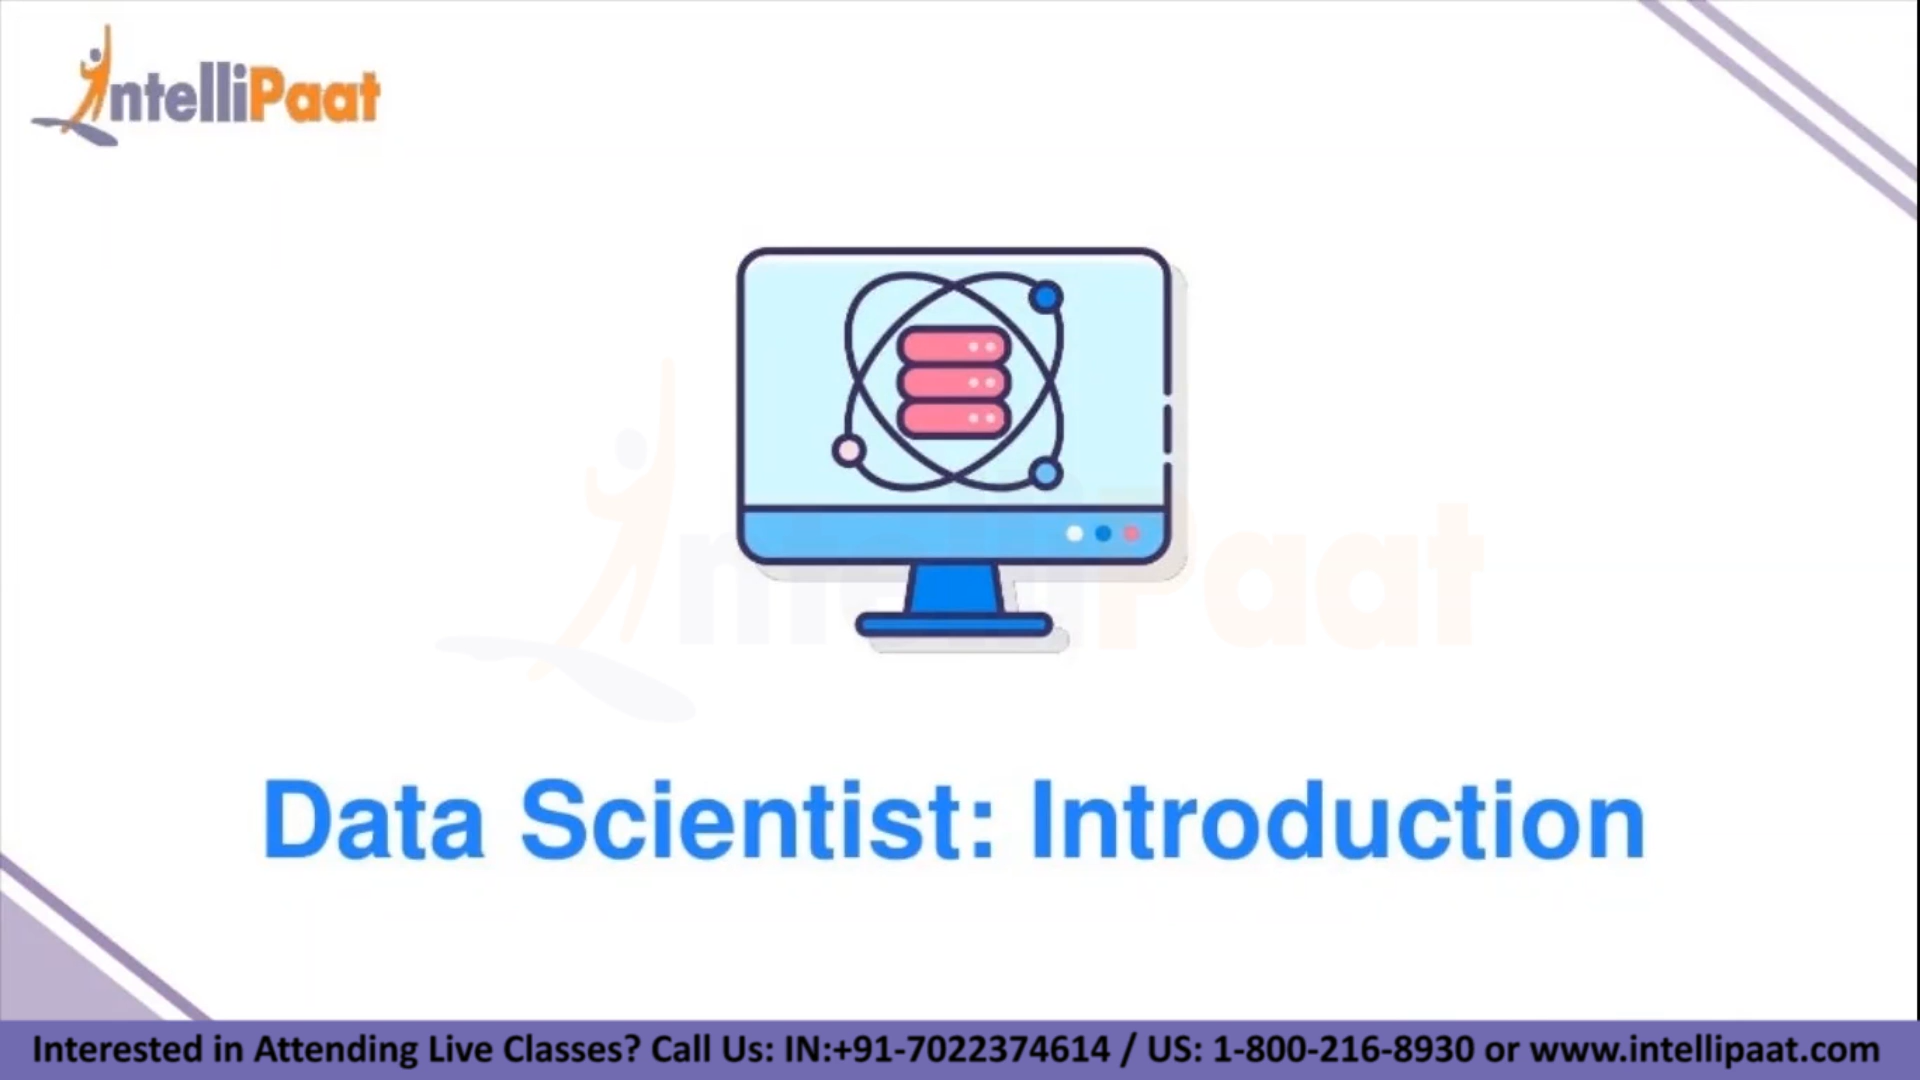 IntelliPaat
IntelliPaat
Data Scientist: Introduction
Interested in Attending Live Classes? Call Us: IN:+91-7022374614 / US: 1-800-216-8930 or www.intellipaat.com